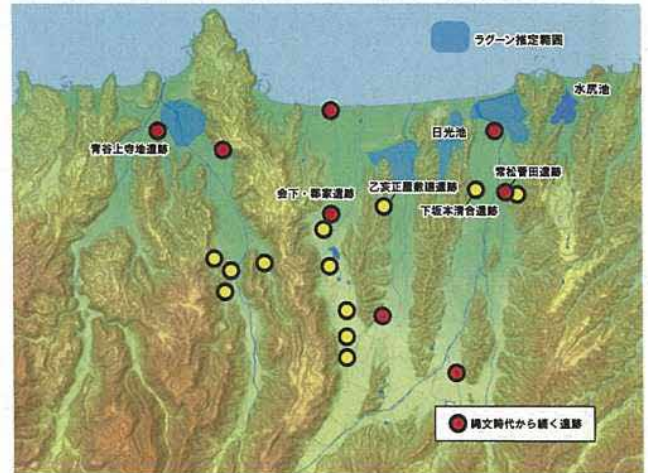 ラグーン推定範囲
水尻池
日光池
青谷上寺地遺跡
常松菅田遺跡
会下・郡家遺跡
乙亥正屋敷廻遺跡
下坂本清合遺跡
縄文時代から続く遺跡